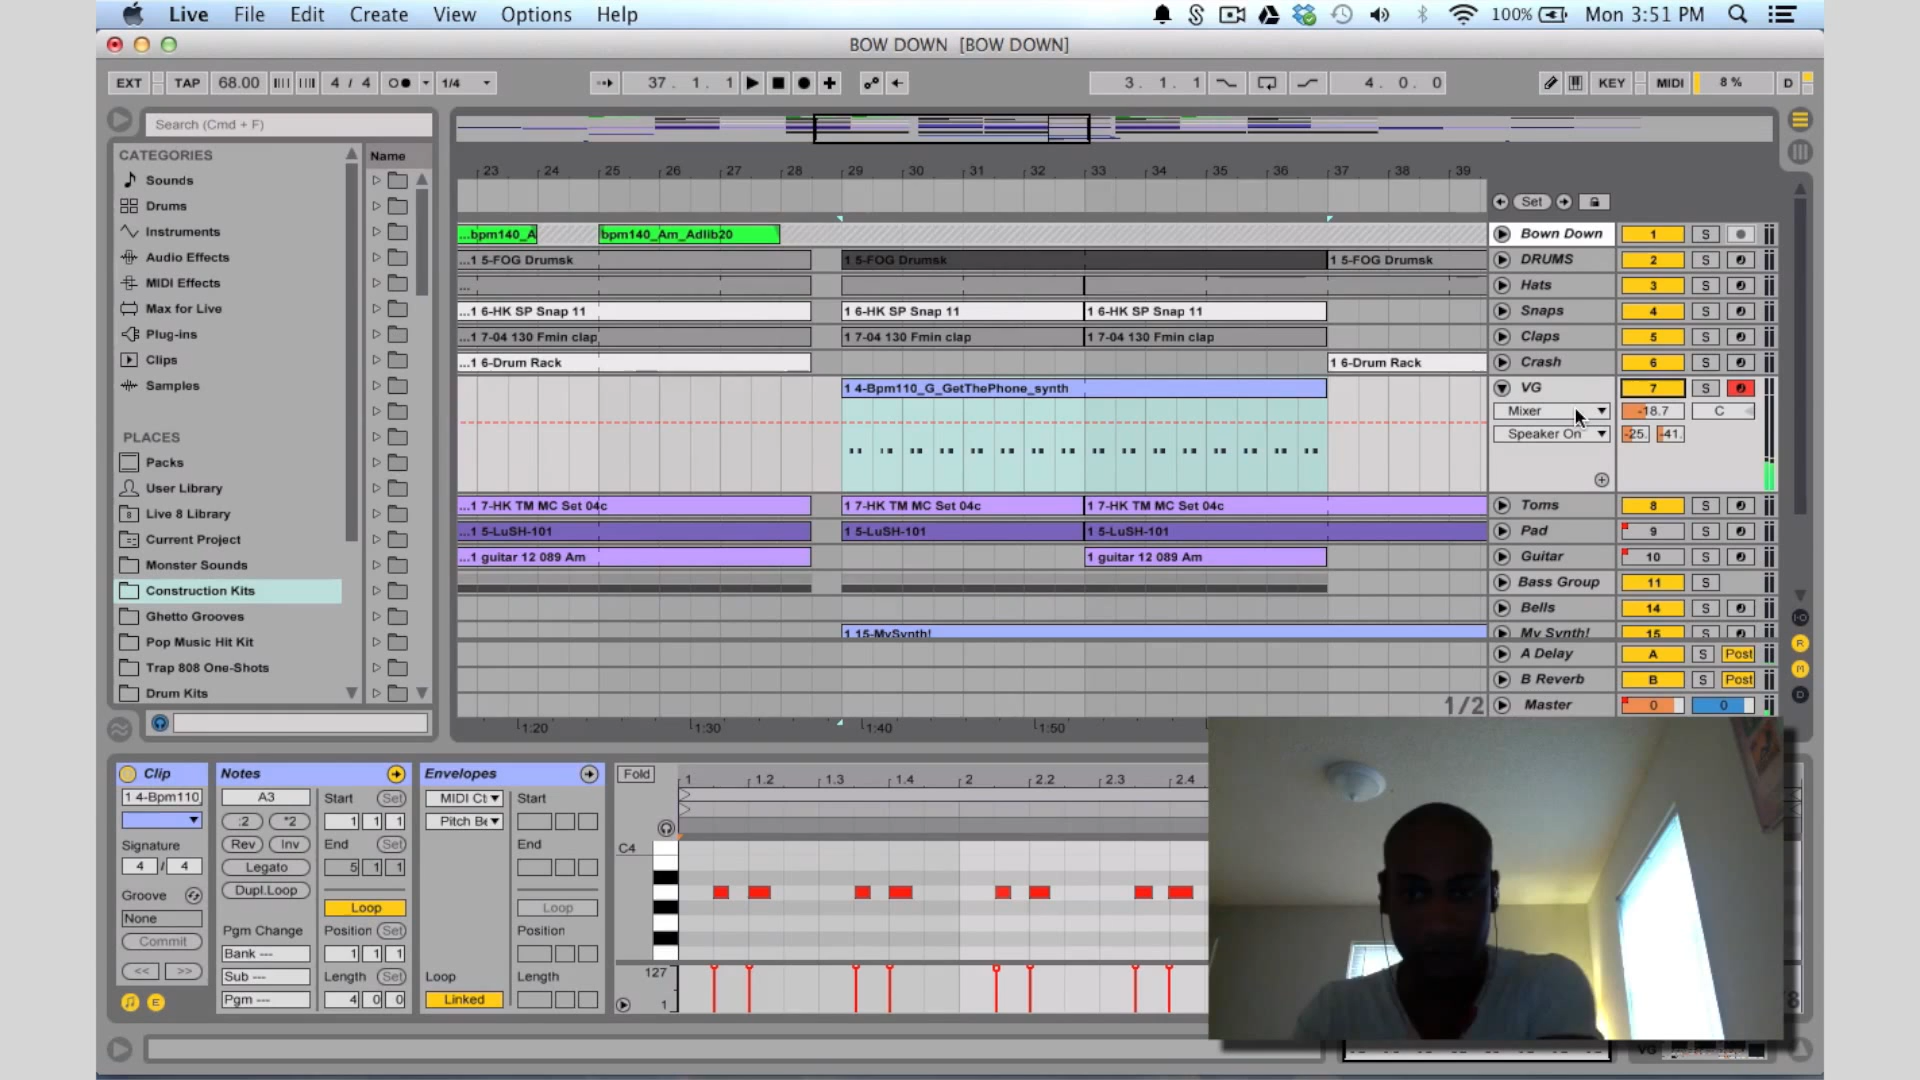 Live File Edit Create View Options Help 100% Mon 3:51 PM
BOW DOWN [BOW DOWN]
EXT TAP 68.00 4 / 4 1/4 37. 1. 1 3. 1. 1 4. 0. 0 KEY MIDI 8 % D
Search (Cmd + F)
CATEGORIES Name
Sounds
Drums
Instruments
Audio Effects
MIDI Effects
Max for Live
Plug-ins
Clips
Samples
PLACES
Packs
User Library
Live 8 Library
Current Project
Monster Sounds
Construction Kits
Ghetto Grooves
Pop Music Hit Kit
Trap 808 One-Shots
Drum Kits
23 24 25 26 27 28 29 30 31 32 33 34 35 36 37 38 39
Set
...bpm140_A bpm140_Am_Adlib20 Bown Down 1 S
...1 5-FOG Drumsk 1 5-FOG Drumsk 1 5-FOG Drumsk DRUMS 2 S
... Hats 3 S
...1 6-HK SP Snap 11 1 6-HK SP Snap 11 1 6-HK SP Snap 11 Snaps 4 S
...1 7-04 130 Fmin clap 1 7-04 130 Fmin clap 1 7-04 130 Fmin clap Claps 5 S
...1 6-Drum Rack 1 6-Drum Rack Crash 6 S
1 4-Bpm110_G_GetThePhone_synth VG 7 S
Mixer -18.7 C
Speaker On -25. -41.
...1 7-HK TM MC Set 04c 1 7-HK TM MC Set 04c 1 7-HK TM MC Set 04c Toms 8 S
...1 5-LuSH-101 1 5-LuSH-101 1 5-LuSH-101 Pad 9 S
...1 guitar 12 089 Am 1 guitar 12 089 Am Guitar 10 S
Bass Group 11 S
Bells 14 S
1 15-MySynth! My Synth! 15 S
A Delay A S Post
B Reverb B S Post
1/2 Master 0 0
1:20 1:30 1:40 1:50
I·O
R
M
D
Clip Notes Envelopes Fold 1 1.2 1.3 1.4 2 2.2 2.3 2.4
1 4-Bpm110 A3 Start Set MIDI Ct Start
:2 *2 1 1 1 Pitch Be
Signature Rev Inv End Set End
4 / 4 Legato 5 1 1 C4
Dupl.Loop
Groove Loop Loop
None
Commit Pgm Change Position Set Position
Bank --- 1 1 1
<< >> Sub --- Length Set Loop Length 127
E Pgm --- 4 0 0 Linked 1
VG